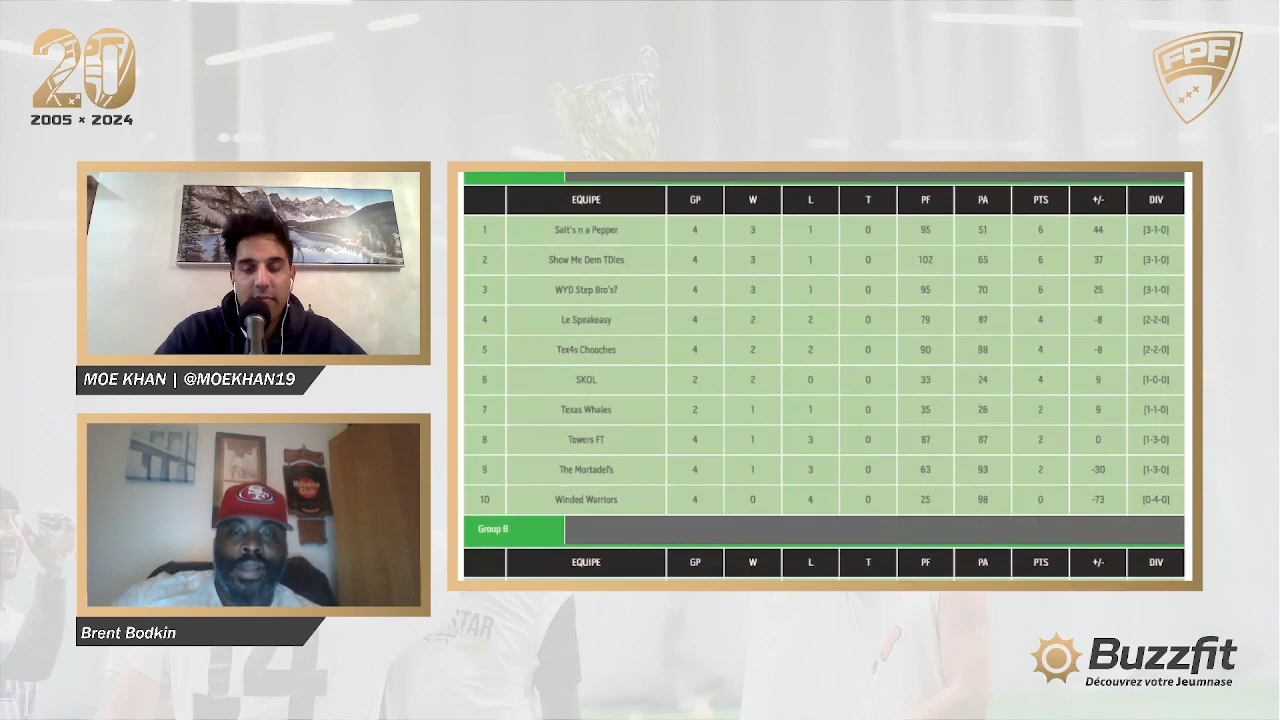 20
2005 × 2024
FPF
MOE KHAN | @MOEKHAN19
SF
Havana
Club
Brent Bodkin
EQUIPE GP W L T PF PA PTS +/- DIV
1 Salt's n a Pepper 4 3 1 0 95 51 6 44 (3-1-0)
2 Show Me Dem TDies 4 3 1 0 102 65 6 37 (3-1-0)
3 WYD Step Bro's? 4 3 1 0 95 70 6 25 (3-1-0)
4 Le Speakeasy 4 2 2 0 79 87 4 -8 (2-2-0)
5 Tex4s Chooches 4 2 2 0 90 98 4 -8 (2-2-0)
6 SKOL 2 2 0 0 33 24 4 9 (1-0-0)
7 Texas Whales 2 1 1 0 35 26 2 9 (1-1-0)
8 Towers FT 4 1 3 0 87 87 2 0 (1-3-0)
9 The Mortadel's 4 1 3 0 63 93 2 -30 (1-3-0)
10 Winded Warriors 4 0 4 0 25 98 0 -73 (0-4-0)
Group B
EQUIPE GP W L T PF PA PTS +/- DIV
STAR
14
Buzzfit
Découvrez votre Jeumnase